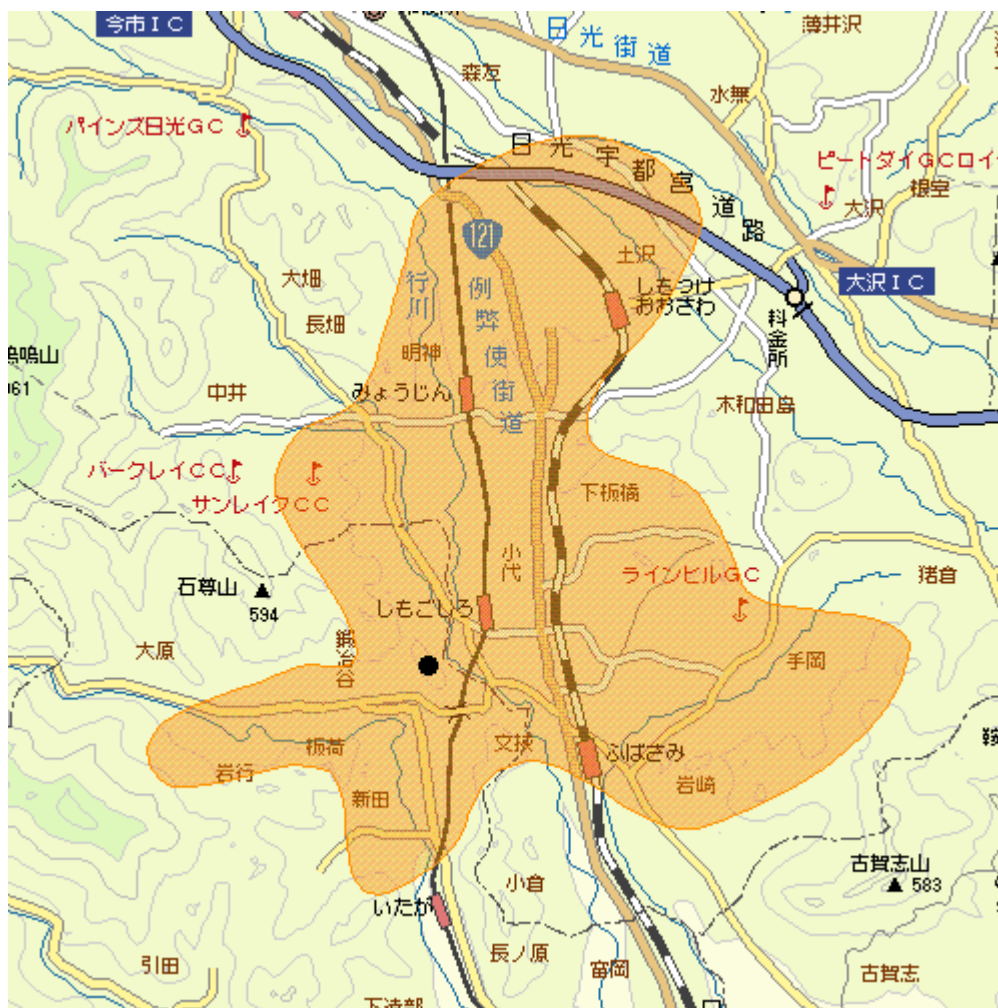 今市IC
薄井沢
日光街道
森友
水無
パインズ日光GC
日光宇都宮道路
ピートダイGCロイ
根室
大沢
121
土沢
大沢IC
大畑
行川
例幣使街道
しもつけ
おおさわ
料金所
長畑
明神
中井
みょうじん
木和田島
バークレイCC
サンレイクCC
下板橋
小代
ラインヒルGC
猪倉
石尊山
594
しもごしろ
大原
鍛治谷
手岡
板荷
文挟
ふばさみ
岩行
新田
岩崎
古賀志山
583
小倉
いたが
長ノ原
引田
富岡
古賀志
下遠部